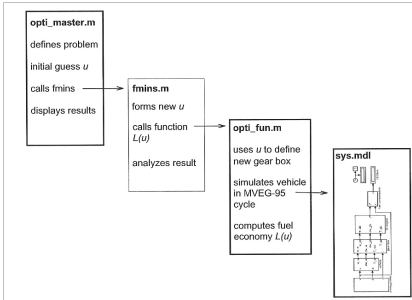 opti_master.m
defines problem
initial guess u
calls fmins
displays results
fmins.m
forms new u
calls function
L(u)
analyzes result
opti_fun.m
uses u to define
new gear box
simulates vehicle
in MVEG-95
cycle
computes fuel
economy L(u)
sys.mdl